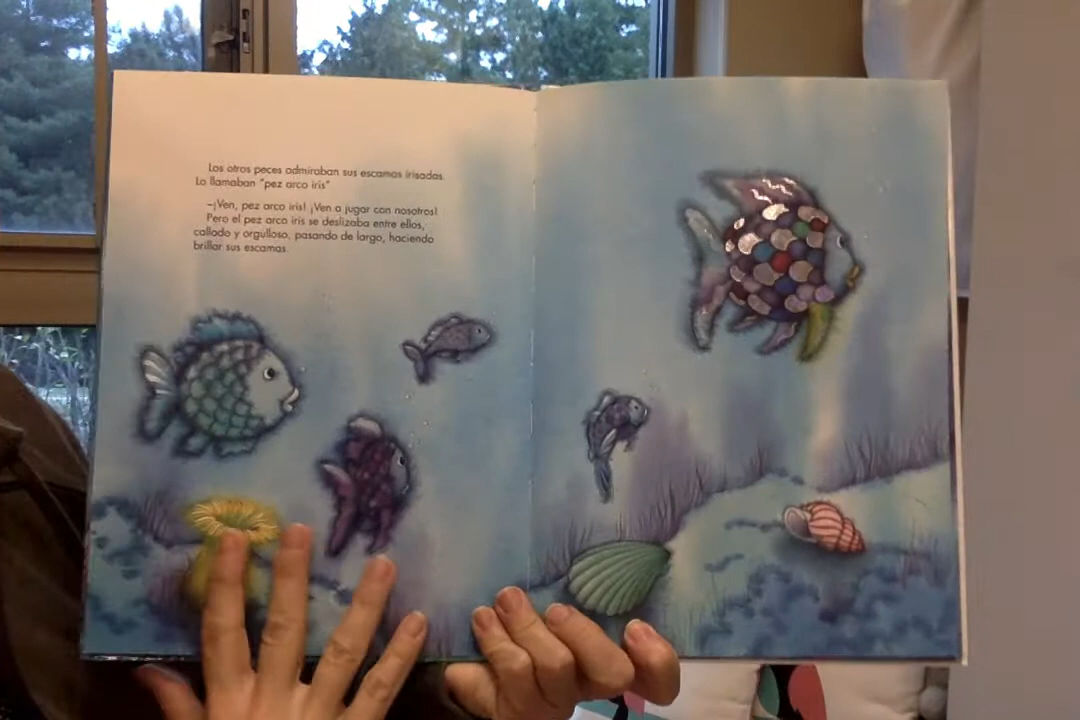 Los otros peces admiraban sus escamas irisadas.
Lo llamaban "pez arco iris"
–¡Ven, pez arco iris! ¡Ven a jugar con nosotros!
Pero el pez arco iris se deslizaba entre ellos,
callado y orgulloso, pasando de largo, haciendo
brillar sus escamas.